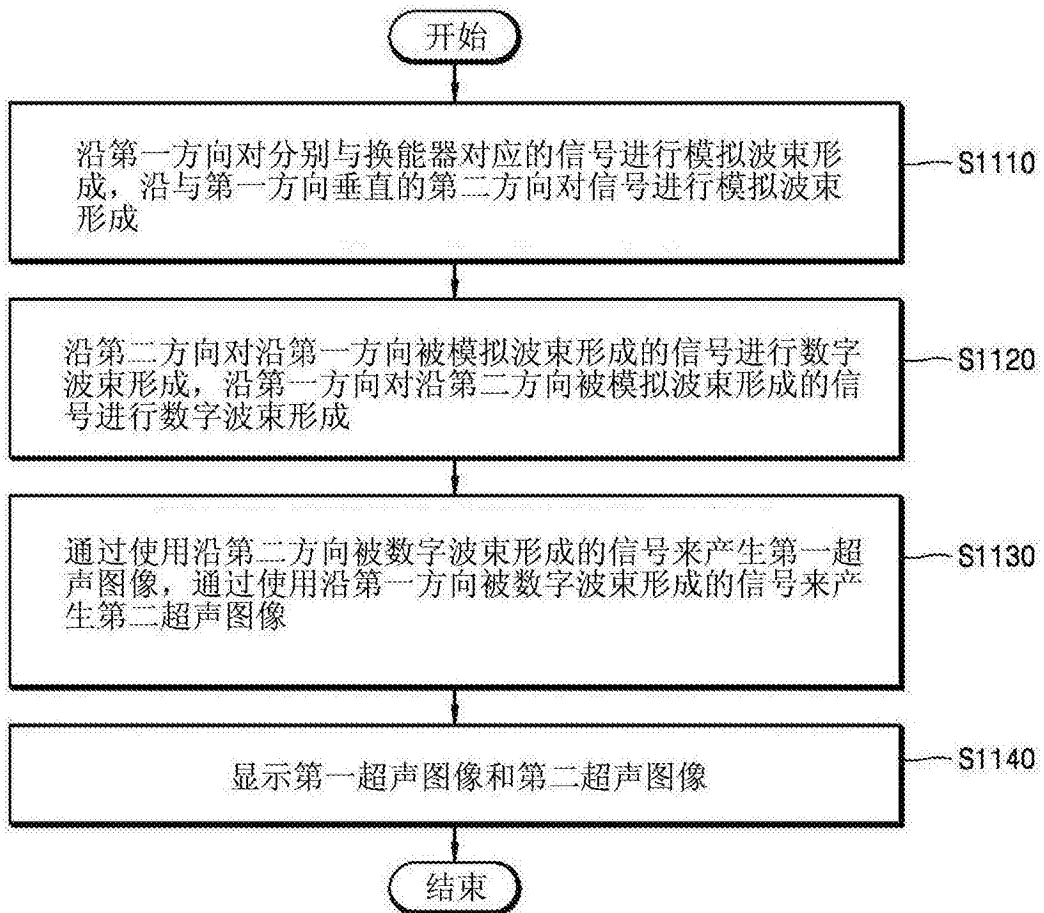 开始
沿第一方向对分别与换能器对应的信号进行模拟波束形
成，沿与第一方向垂直的第二方向对信号进行模拟波束
形成
S1110
沿第二方向对沿第一方向被模拟波束形成的信号进行数字
波束形成，沿第一方向对沿第二方向被模拟波束形成的信
号进行数字波束形成
S1120
通过使用沿第二方向被数字波束形成的信号来产生第一超
声图像，通过使用沿第一方向被数字波束形成的信号来产
生第二超声图像
S1130
显示第一超声图像和第二超声图像
S1140
结束